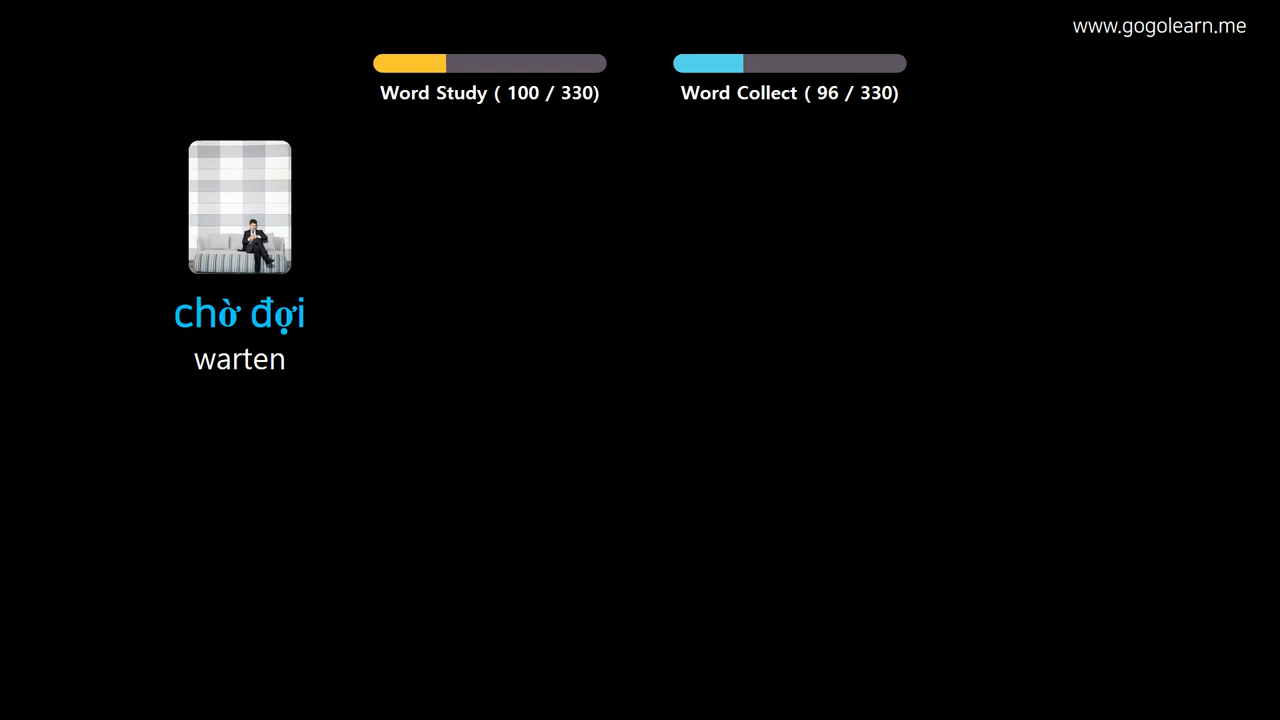 www.gogolearn.me
Word Study ( 100 / 330)
Word Collect ( 96 / 330)
chờ đợi
warten